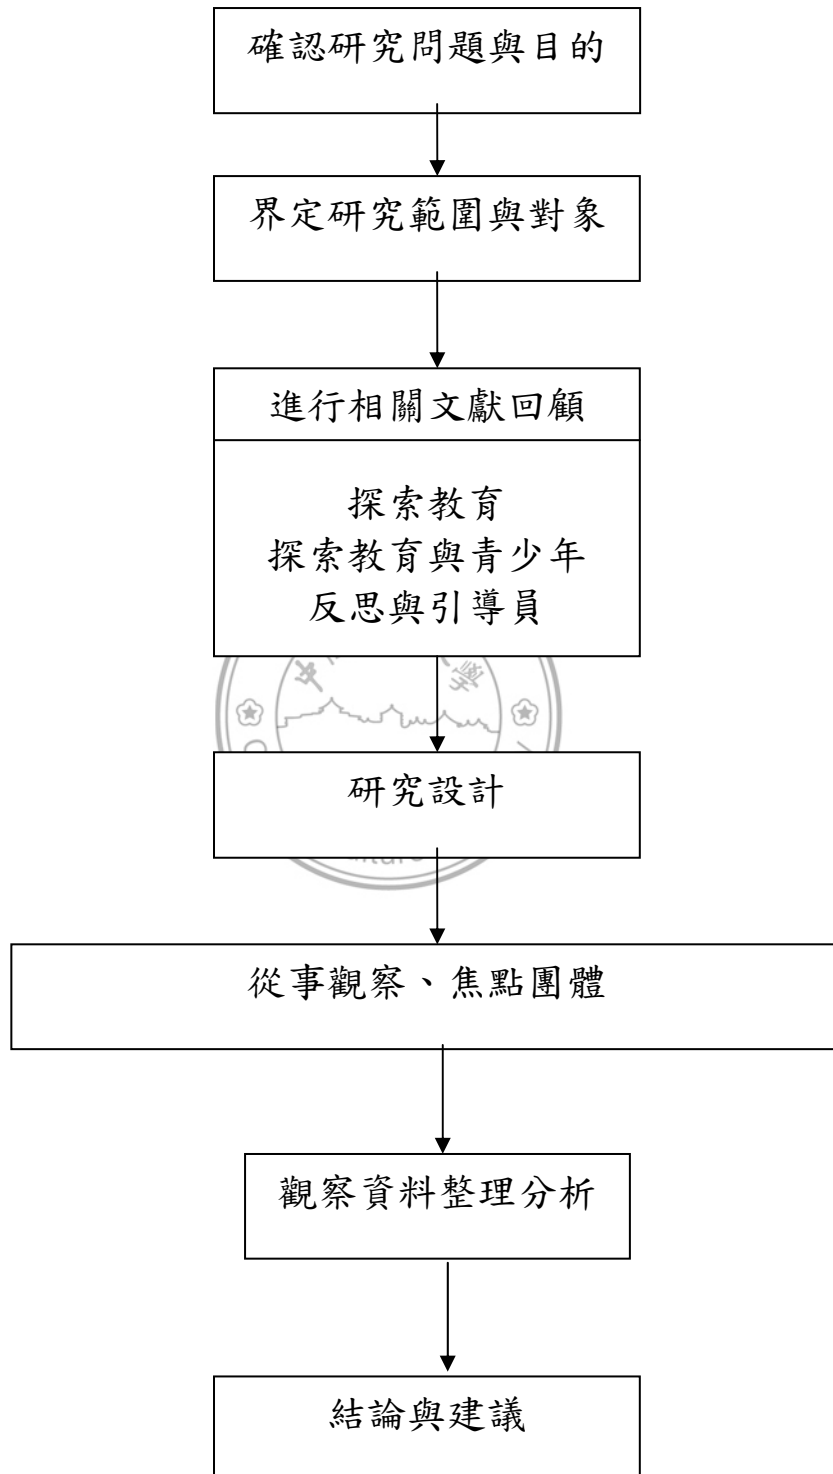 確認研究問題與目的
界定研究範圍與對象
進行相關文獻回顧
探索教育
探索教育與青少年
反思與引導員
研究設計
從事觀察、焦點團體
觀察資料整理分析
結論與建議